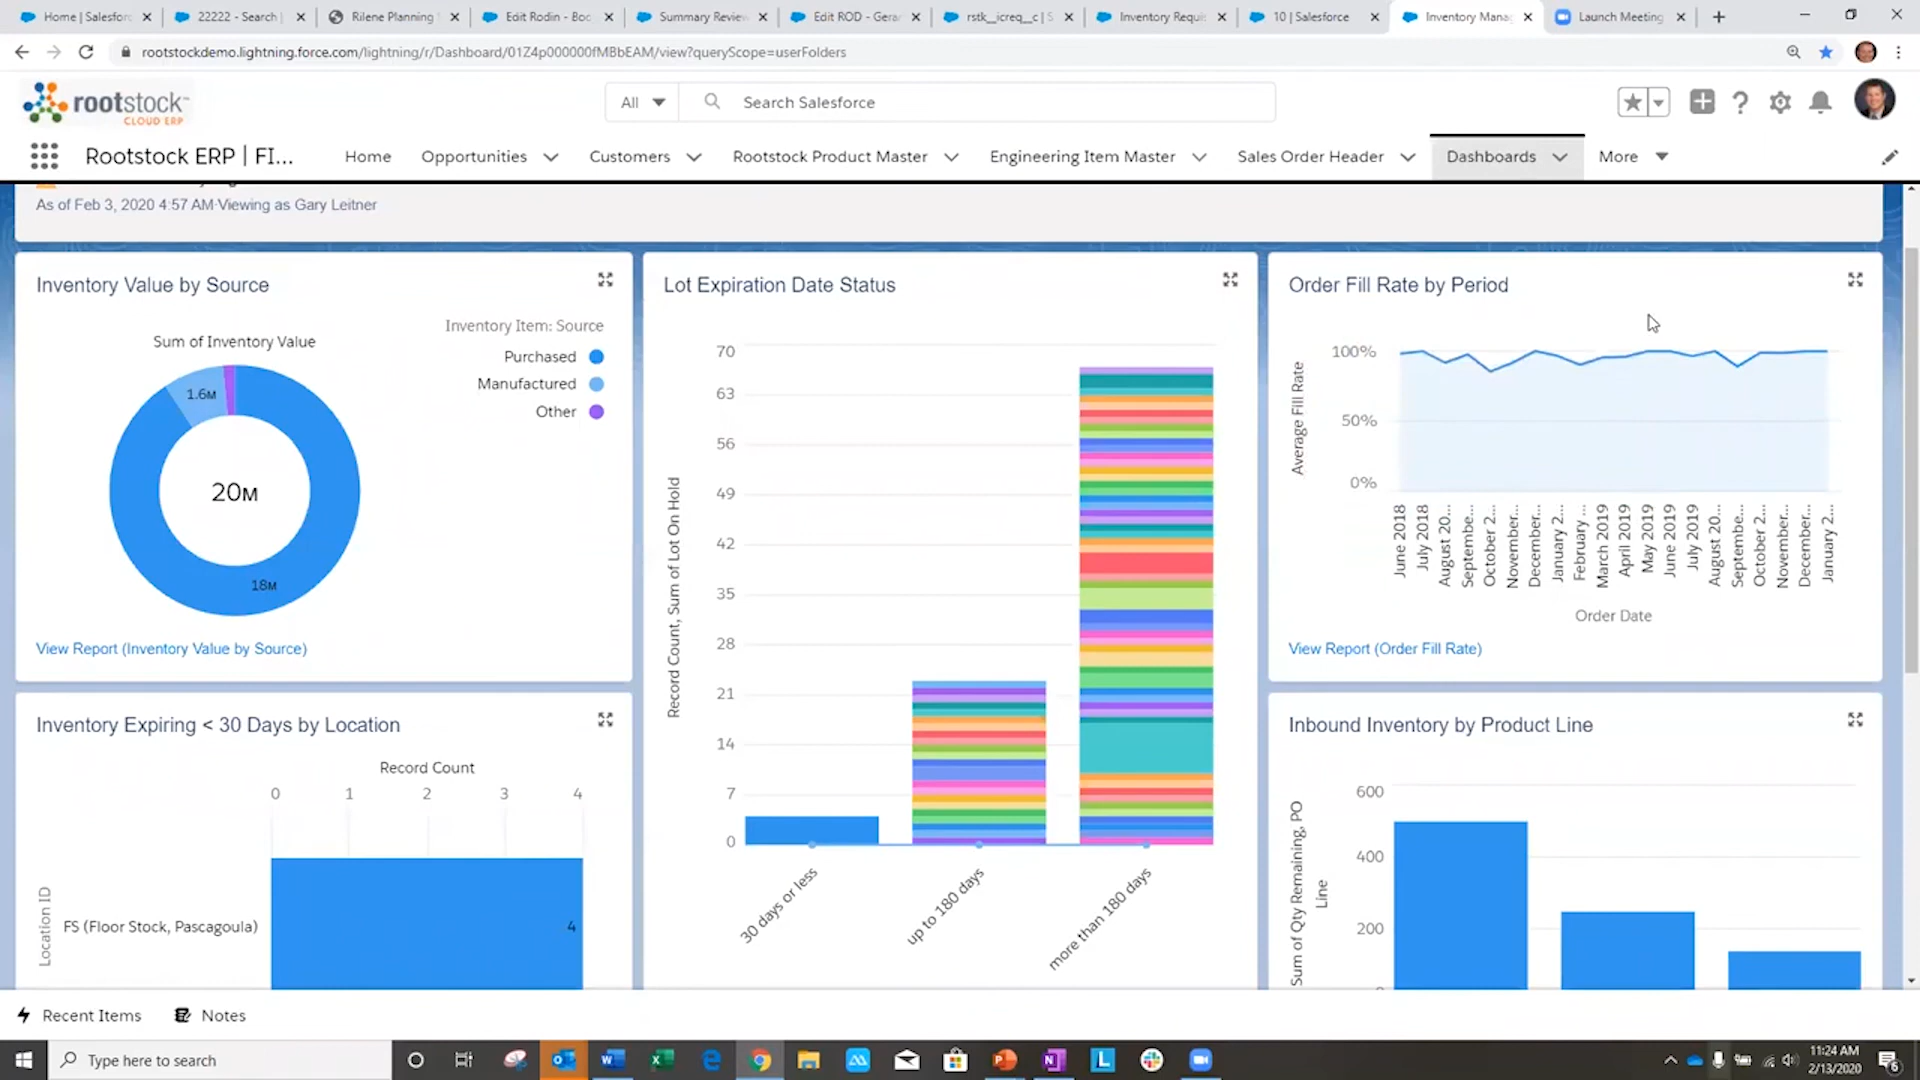 Home | Salesforc
22222 - Search |
Rilene Planning
Edit Rodin - Boo
Summary Review
Edit ROD - Gera
rstk__icreq__c | S
Inventory Requi
10 | Salesforce
Inventory Mana
Launch Meeting
rootstockdemo.lightning.force.com/lightning/r/Dashboard/01Z4p000000fMBbEAM/view?queryScope=userFolders
rootstock™
CLOUD ERP
All
Search Salesforce
Rootstock ERP | FI...
Home
Opportunities
Customers
Rootstock Product Master
Engineering Item Master
Sales Order Header
Dashboards
More
As of Feb 3, 2020 4:57 AM·Viewing as Gary Leitner
Inventory Value by Source
Sum of Inventory Value
Inventory Item: Source
Purchased
Manufactured
Other
1.6M
20M
18M
View Report (Inventory Value by Source)
Lot Expiration Date Status
Record Count, Sum of Lot On Hold
70
63
56
49
42
35
28
21
14
7
0
30 days or less
up to 180 days
more than 180 days
Order Fill Rate by Period
Average Fill Rate
100%
50%
0%
June 2018
July 2018
August 20...
Septembe...
October 2...
November...
December...
January 2...
February ...
March 2019
April 2019
May 2019
June 2019
July 2019
August 20...
Septembe...
October 2...
November...
December...
January 2...
Order Date
View Report (Order Fill Rate)
Inventory Expiring < 30 Days by Location
Record Count
0
1
2
3
4
Location ID
FS (Floor Stock, Pascagoula)
4
Inbound Inventory by Product Line
Sum of Qty Remaining, PO
Line
600
400
200
Recent Items
Notes
Type here to search
11:24 AM
2/13/2020
6